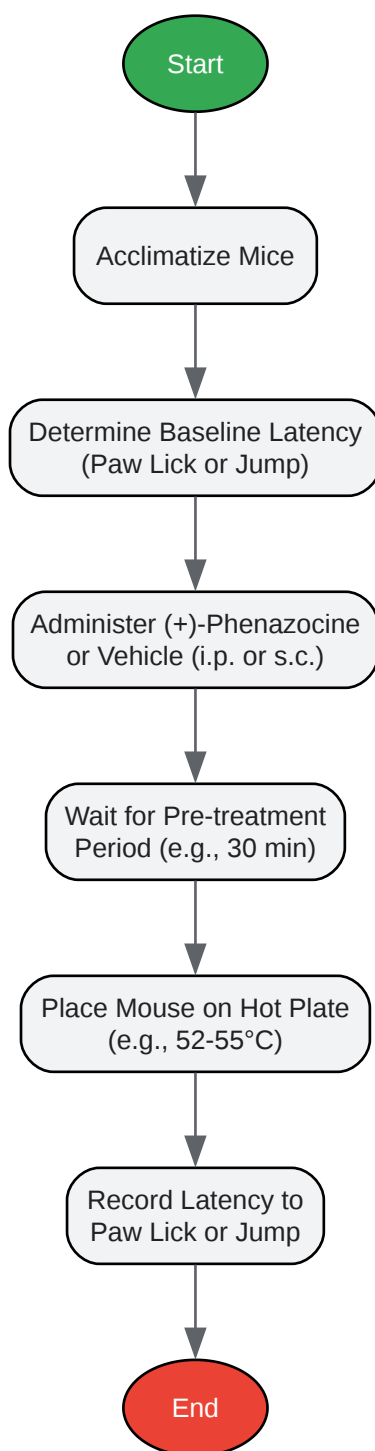 Start
Acclimatize Mice
Determine Baseline Latency
(Paw Lick or Jump)
Administer (+)-Phenazocine
or Vehicle (i.p. or s.c.)
Wait for Pre-treatment
Period (e.g., 30 min)
Place Mouse on Hot Plate
(e.g., 52-55°C)
Record Latency to
Paw Lick or Jump
End